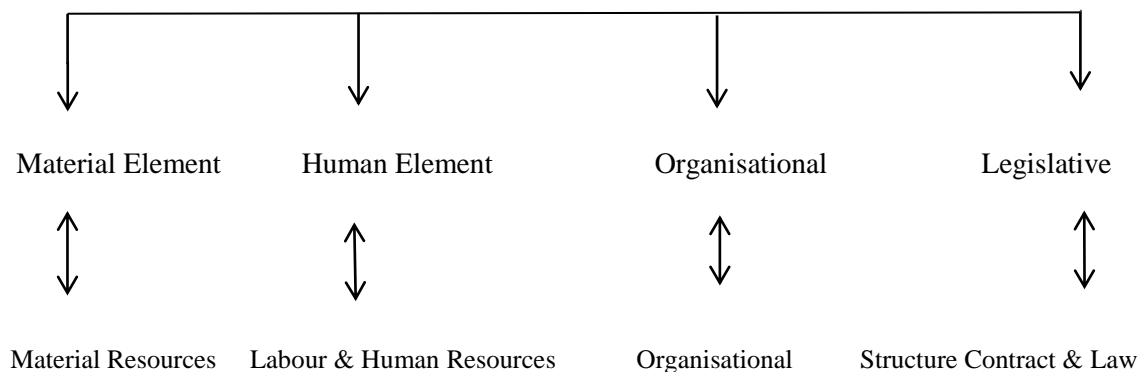 Material Element Human Element Organisational Legislative
Material Resources Labour & Human Resources Organisational Structure Contract & Law